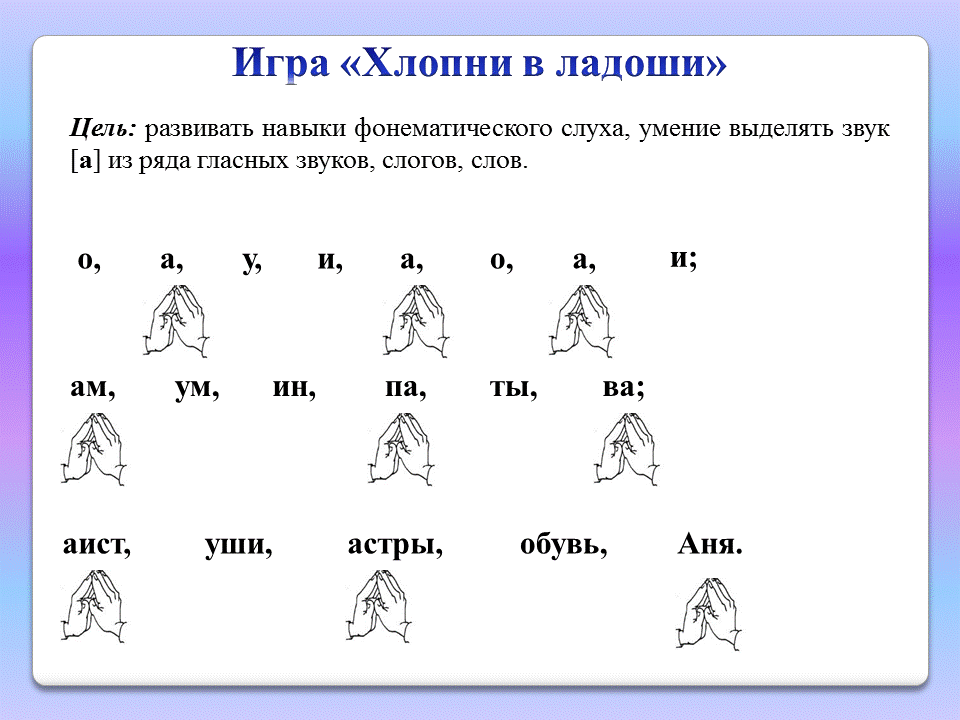 Игра «Хлопни в ладоши»
Цель: развивать навыки фонематического слуха, умение выделять звук
[а] из ряда гласных звуков, слогов, слов.
о, а, у, и, а, о, а, и;
ам, ум, ин, па, ты, ва;
аист, уши, астры, обувь, Аня.